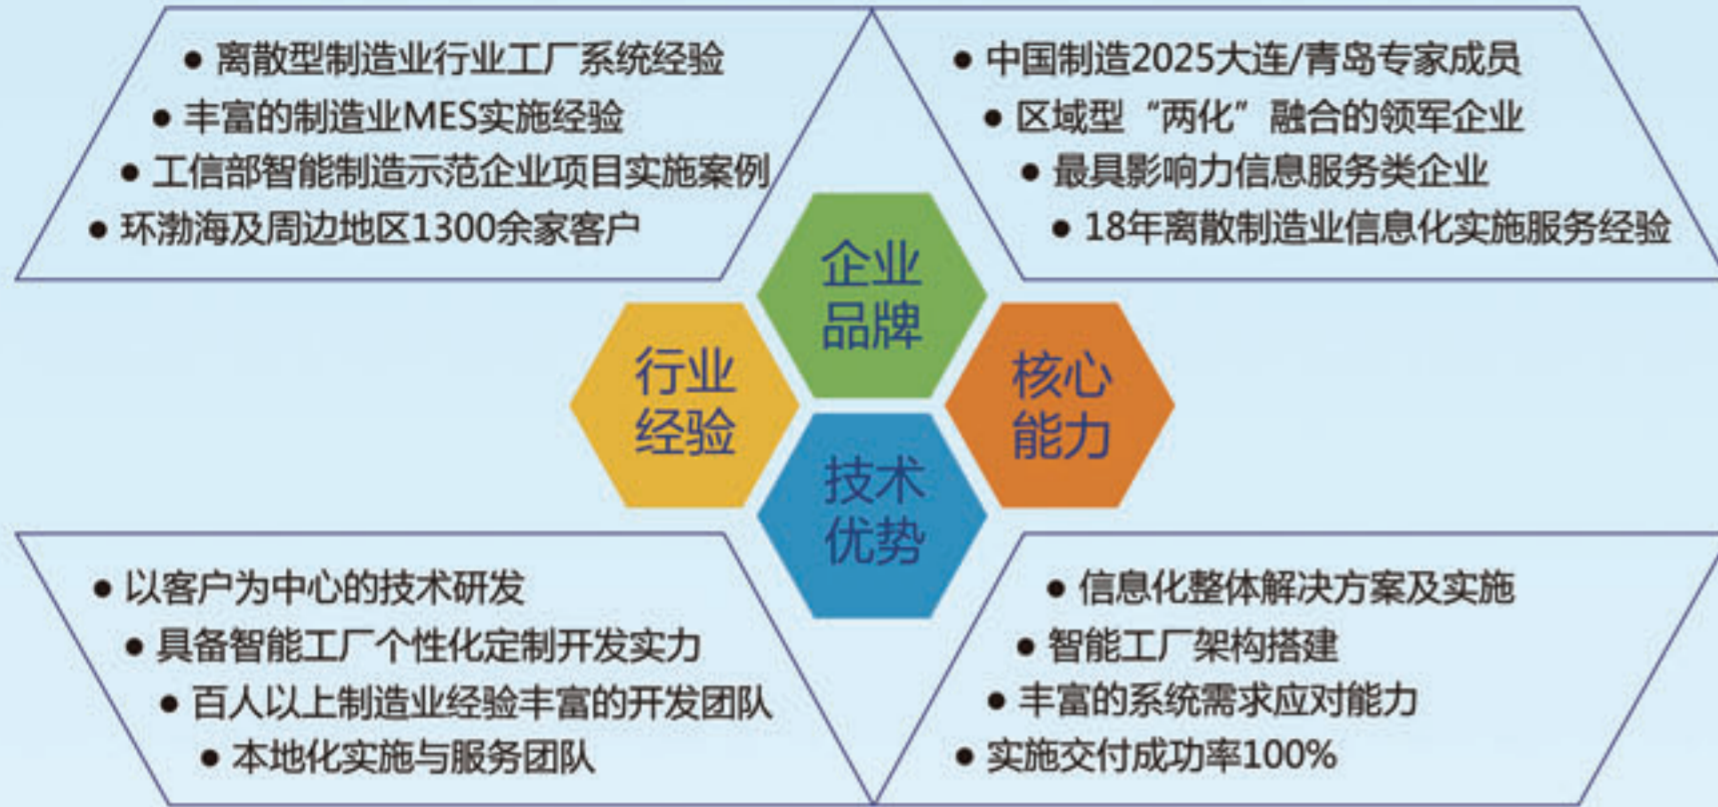 ● 离散型制造业行业工厂系统经验
● 丰富的制造业MES实施经验
● 工信部智能制造示范企业项目实施案例
● 环渤海及周边地区1300余家客户
● 中国制造2025大连/青岛专家成员
● 区域型“两化”融合的领军企业
● 最具影响力信息服务类企业
● 18年离散制造业信息化实施服务经验
企业
品牌
行业
经验
核心
能力
技术
优势
● 以客户为中心的技术研发
● 具备智能工厂个性化定制开发实力
● 百人以上制造业经验丰富的开发团队
● 本地化实施与服务团队
● 信息化整体解决方案及实施
● 智能工厂架构搭建
● 丰富的系统需求应对能力
● 实施交付成功率100%